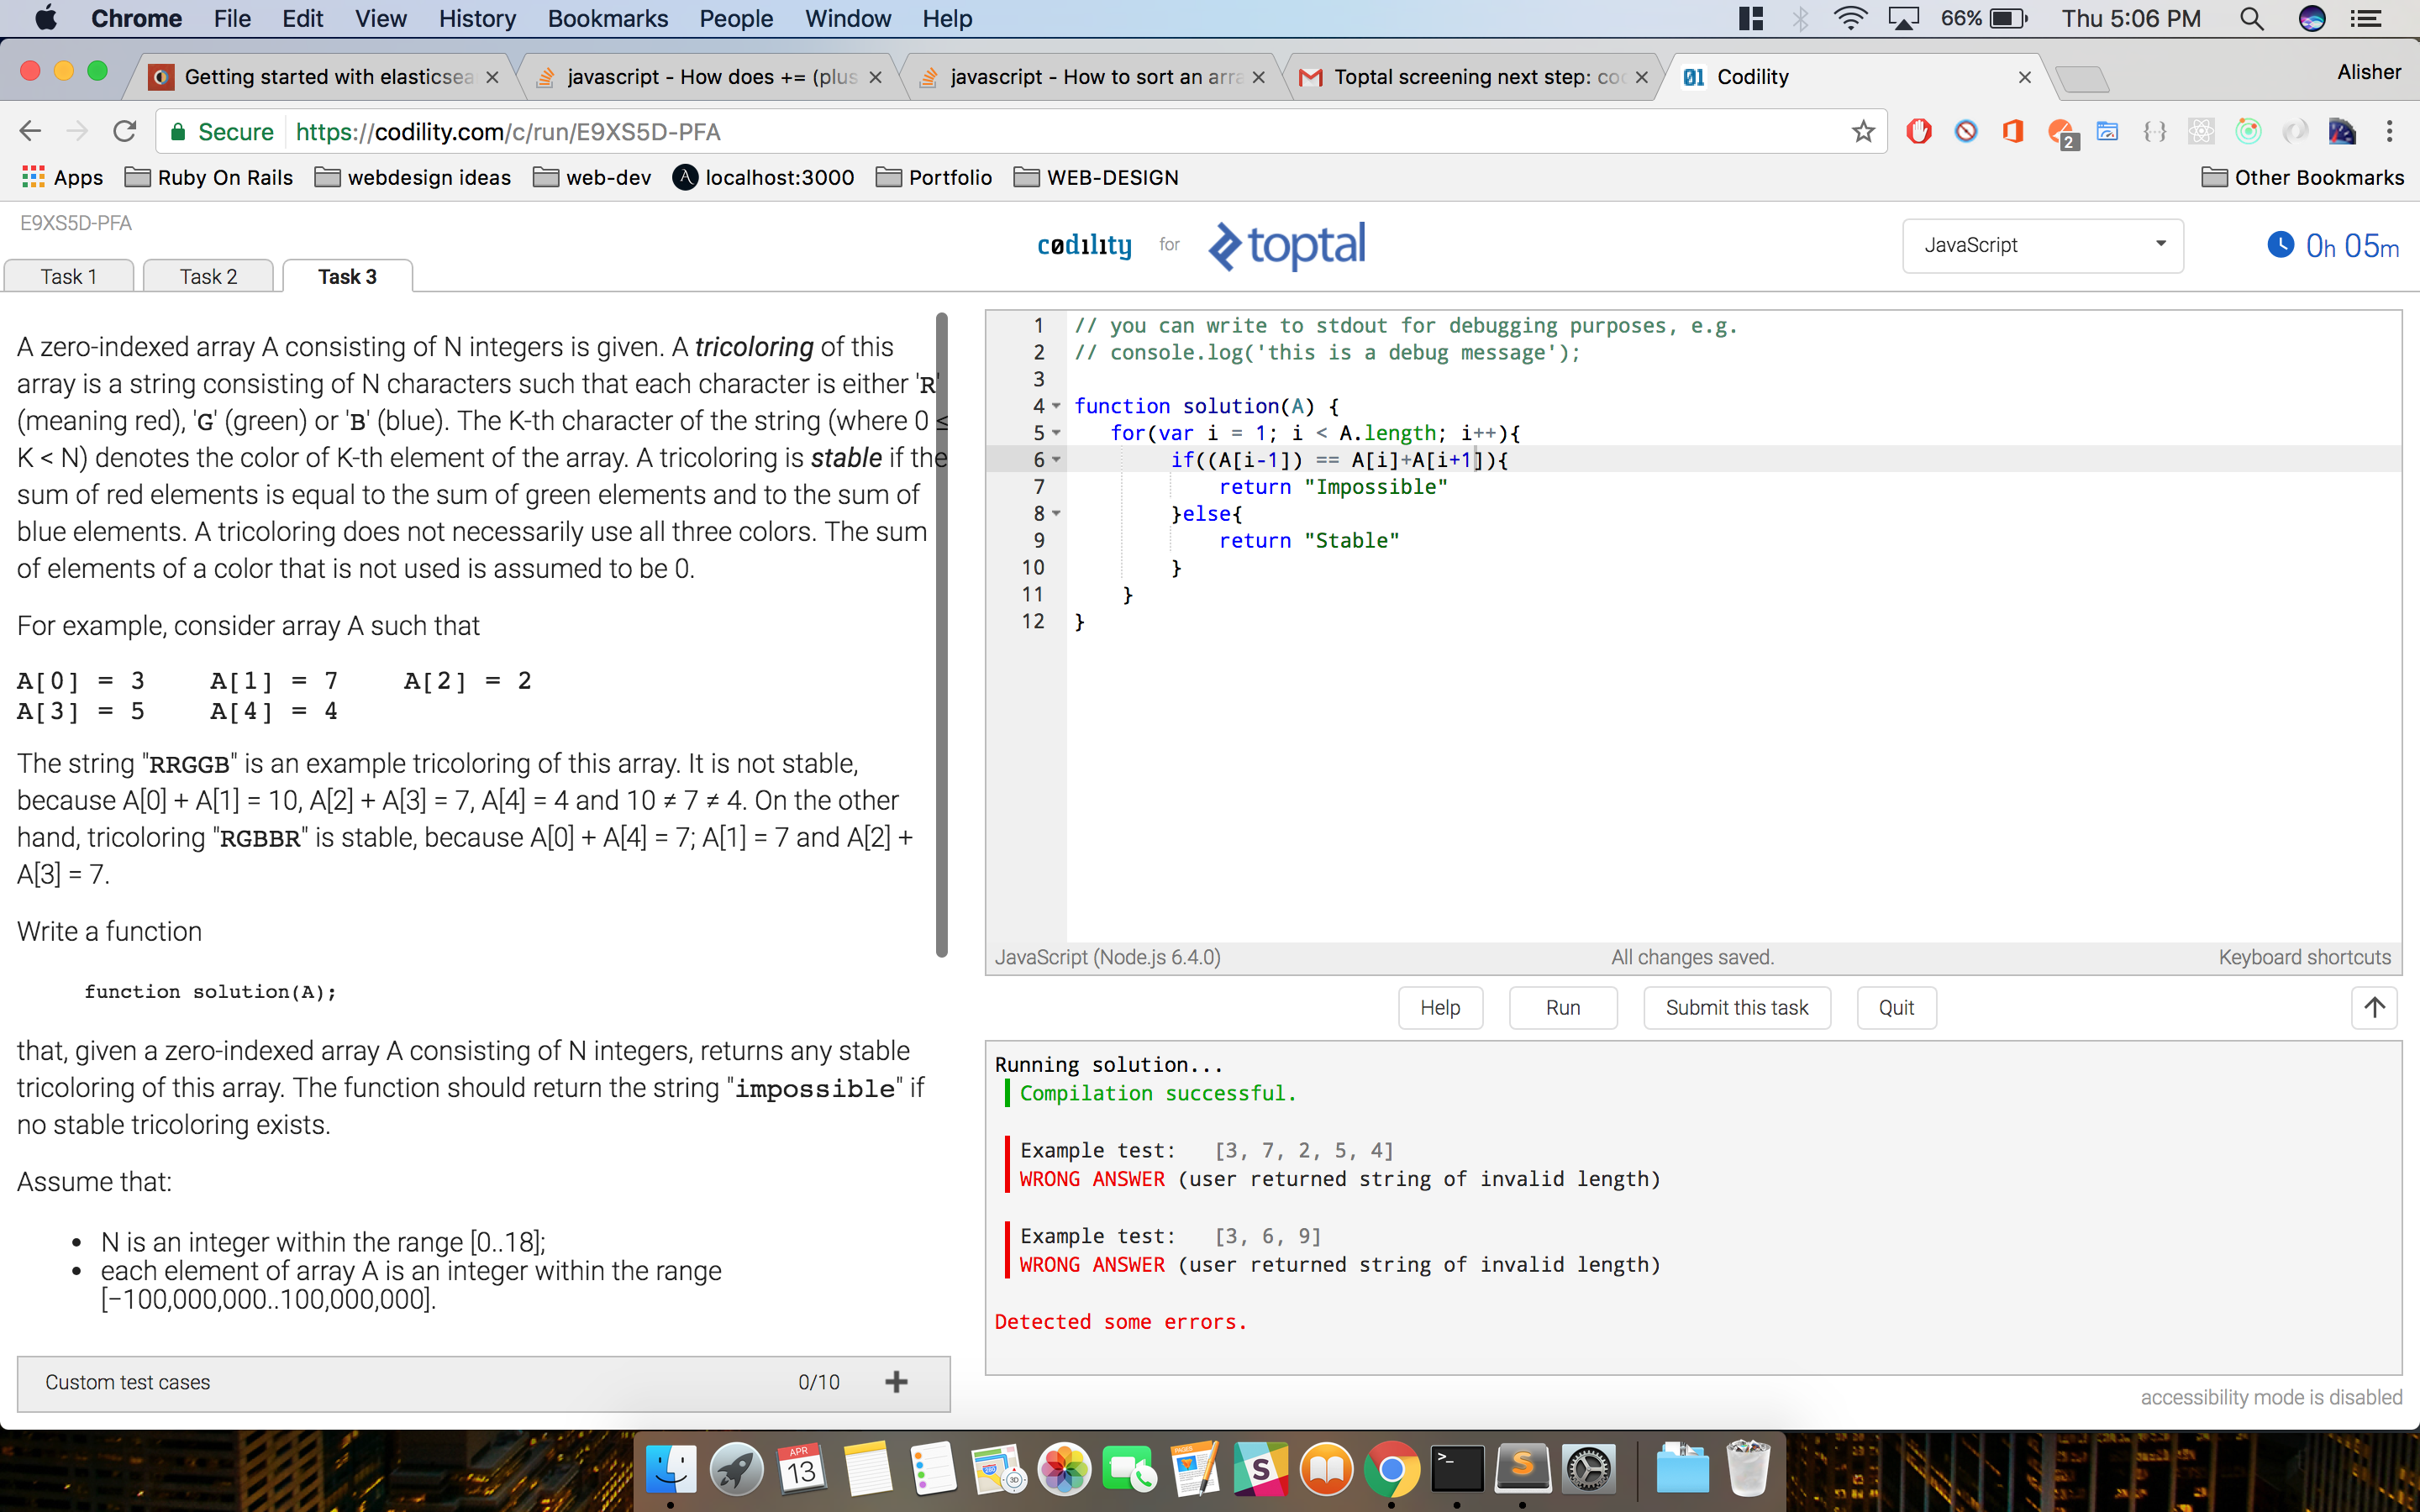 Chrome File Edit View History Bookmarks People Window Help 66% Thu 5:06 PM
Getting started with elasticsea
javascript - How does += (plus
javascript - How to sort an arra
Toptal screening next step: co
Codility
Alisher
Secure https://codility.com/c/run/E9XS5D-PFA
2
Apps Ruby On Rails webdesign ideas web-dev localhost:3000 Portfolio WEB-DESIGN Other Bookmarks
E9XS5D-PFA
codility for toptal
JavaScript
0h 05m
Task 1 Task 2 Task 3
A zero-indexed array A consisting of N integers is given. A tricoloring of this
array is a string consisting of N characters such that each character is either 'R'
(meaning red), 'G' (green) or 'B' (blue). The K-th character of the string (where 0 ≤
K < N) denotes the color of K-th element of the array. A tricoloring is stable if the
sum of red elements is equal to the sum of green elements and to the sum of
blue elements. A tricoloring does not necessarily use all three colors. The sum
of elements of a color that is not used is assumed to be 0.
For example, consider array A such that
A[0] = 3 A[1] = 7 A[2] = 2
A[3] = 5 A[4] = 4
The string "RRGGB" is an example tricoloring of this array. It is not stable,
because A[0] + A[1] = 10, A[2] + A[3] = 7, A[4] = 4 and 10 ≠ 7 ≠ 4. On the other
hand, tricoloring "RGBBR" is stable, because A[0] + A[4] = 7; A[1] = 7 and A[2] +
A[3] = 7.
Write a function
function solution(A);
that, given a zero-indexed array A consisting of N integers, returns any stable
tricoloring of this array. The function should return the string "impossible" if
no stable tricoloring exists.
Assume that:
• N is an integer within the range [0..18];
• each element of array A is an integer within the range
[−100,000,000..100,000,000].
Custom test cases 0/10 +
1 // you can write to stdout for debugging purposes, e.g.
2 // console.log('this is a debug message');
3
4 function solution(A) {
5 for(var i = 1; i < A.length; i++){
6 if((A[i-1]) == A[i]+A[i+1]){
7 return "Impossible"
8 }else{
9 return "Stable"
10 }
11 }
12 }
JavaScript (Node.js 6.4.0) All changes saved. Keyboard shortcuts
Help Run Submit this task Quit
Running solution...
Compilation successful.
Example test: [3, 7, 2, 5, 4]
WRONG ANSWER (user returned string of invalid length)
Example test: [3, 6, 9]
WRONG ANSWER (user returned string of invalid length)
Detected some errors.
accessibility mode is disabled
APR
13
3D
PAGES
S
>_
S